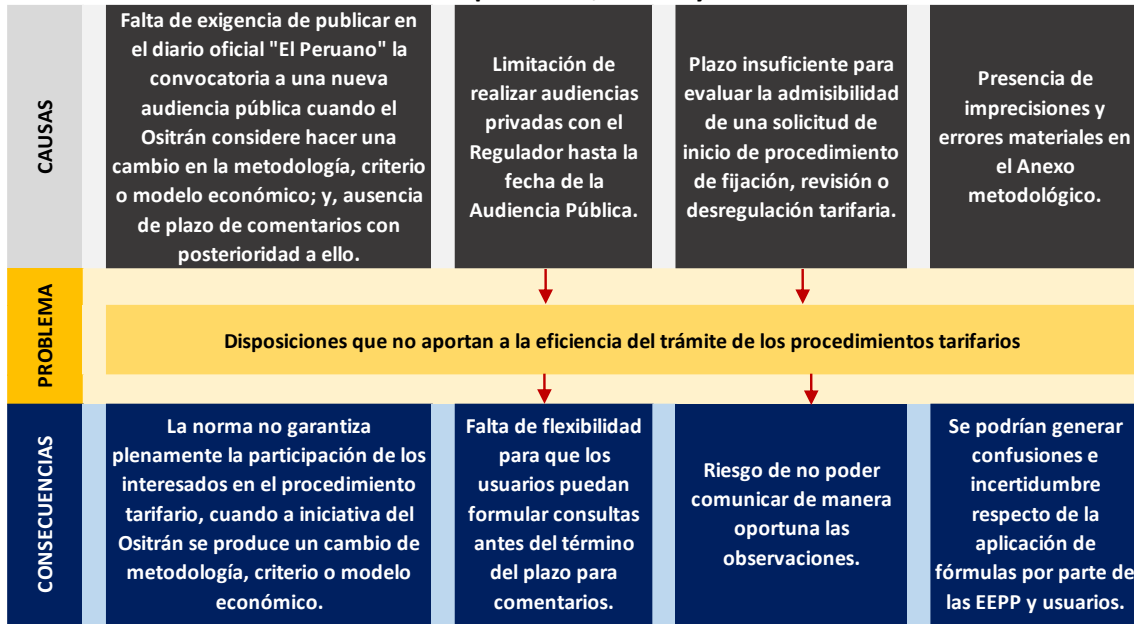 CAUSAS
Falta de exigencia de publicar en
el diario oficial "El Peruano" la
convocatoria a una nueva
audiencia pública cuando el
Ositrán considere hacer una
cambio en la metodología, criterio
o modelo económico; y, ausencia
de plazo de comentarios con
posterioridad a ello.
Limitación de
realizar audiencias
privadas con el
Regulador hasta la
fecha de la
Audiencia Pública.
Plazo insuficiente para
evaluar la admisibilidad
de una solicitud de
inicio de procedimiento
de fijación, revisión o
desregulación tarifaria.
Presencia de
imprecisiones y
errores materiales en
el Anexo
metodológico.
PROBLEMA
Disposiciones que no aportan a la eficiencia del trámite de los procedimientos tarifarios
CONSECUENCIAS
La norma no garantiza
plenamente la participación de los
interesados en el procedimiento
tarifario, cuando a iniciativa del
Ositrán se produce un cambio de
metodología, criterio o modelo
económico.
Falta de flexibilidad
para que los
usuarios puedan
formular consultas
antes del término
del plazo para
comentarios.
Riesgo de no poder
comunicar de manera
oportuna las
observaciones.
Se podrían generar
confusiones e
incertidumbre
respecto de la
aplicación de
fórmulas por parte de
las EEPP y usuarios.